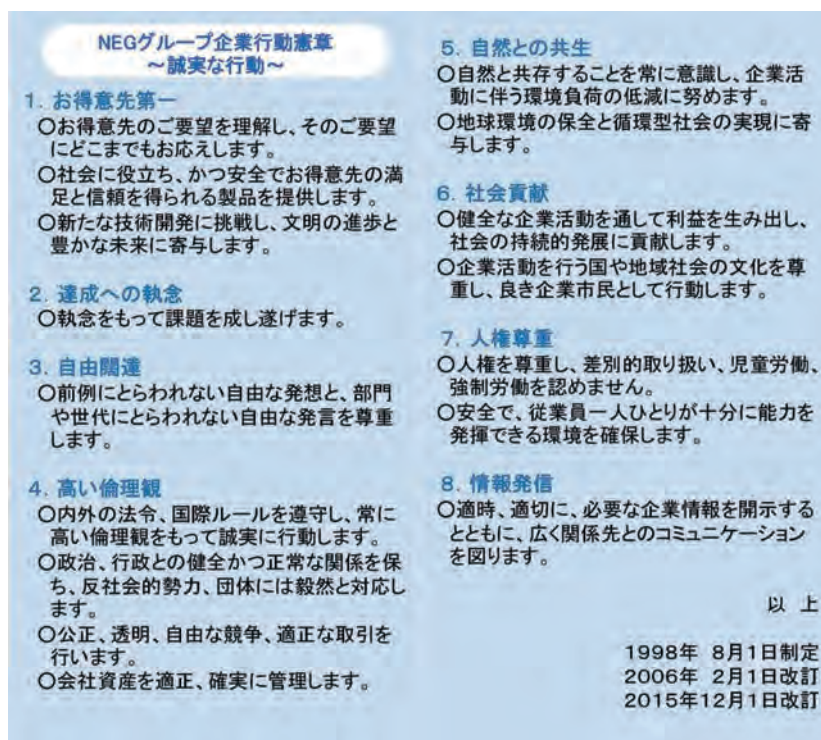 NEGグループ企業行動憲章
～誠実な行動～
1．お得意先第一
○お得意先のご要望を理解し、そのご要望
にどこまでもお応えします。
○社会に役立ち、かつ安全でお得意先の満
足と信頼を得られる製品を提供します。
○新たな技術開発に挑戦し、文明の進歩と
豊かな未来に寄与します。
2．達成への執念
○執念をもって課題を成し遂げます。
3．自由闊達
○前例にとらわれない自由な発想と、部門
や世代にとらわれない自由な発言を尊重
します。
4．高い倫理観
○内外の法令、国際ルールを遵守し、常に
高い倫理観をもって誠実に行動します。
○政治、行政との健全かつ正常な関係を保
ち、反社会的勢力、団体には毅然と対応し
ます。
○公正、透明、自由な競争、適正な取引を
行います。
○会社資産を適正、確実に管理します。
5．自然との共生
○自然と共存することを常に意識し、企業活
動に伴う環境負荷の低減に努めます。
○地球環境の保全と循環型社会の実現に寄
与します。
6．社会貢献
○健全な企業活動を通して利益を生み出し、
社会の持続的発展に貢献します。
○企業活動を行う国や地域社会の文化を尊
重し、良き企業市民として行動します。
7．人権尊重
○人権を尊重し、差別的取り扱い、児童労働、
強制労働を認めません。
○安全で、従業員一人ひとりが十分に能力を
発揮できる環境を確保します。
8．情報発信
○適時、適切に、必要な企業情報を開示する
とともに、広く関係先とのコミュニケーション
を図ります。
以 上
1998年 8月1日制定
2006年 2月1日改訂
2015年12月1日改訂